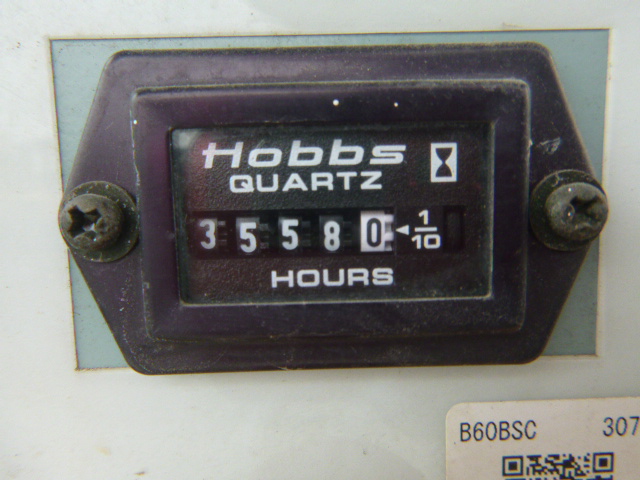 Hobbs
QUARTZ
35580 1/10
HOURS
B60BSC 307